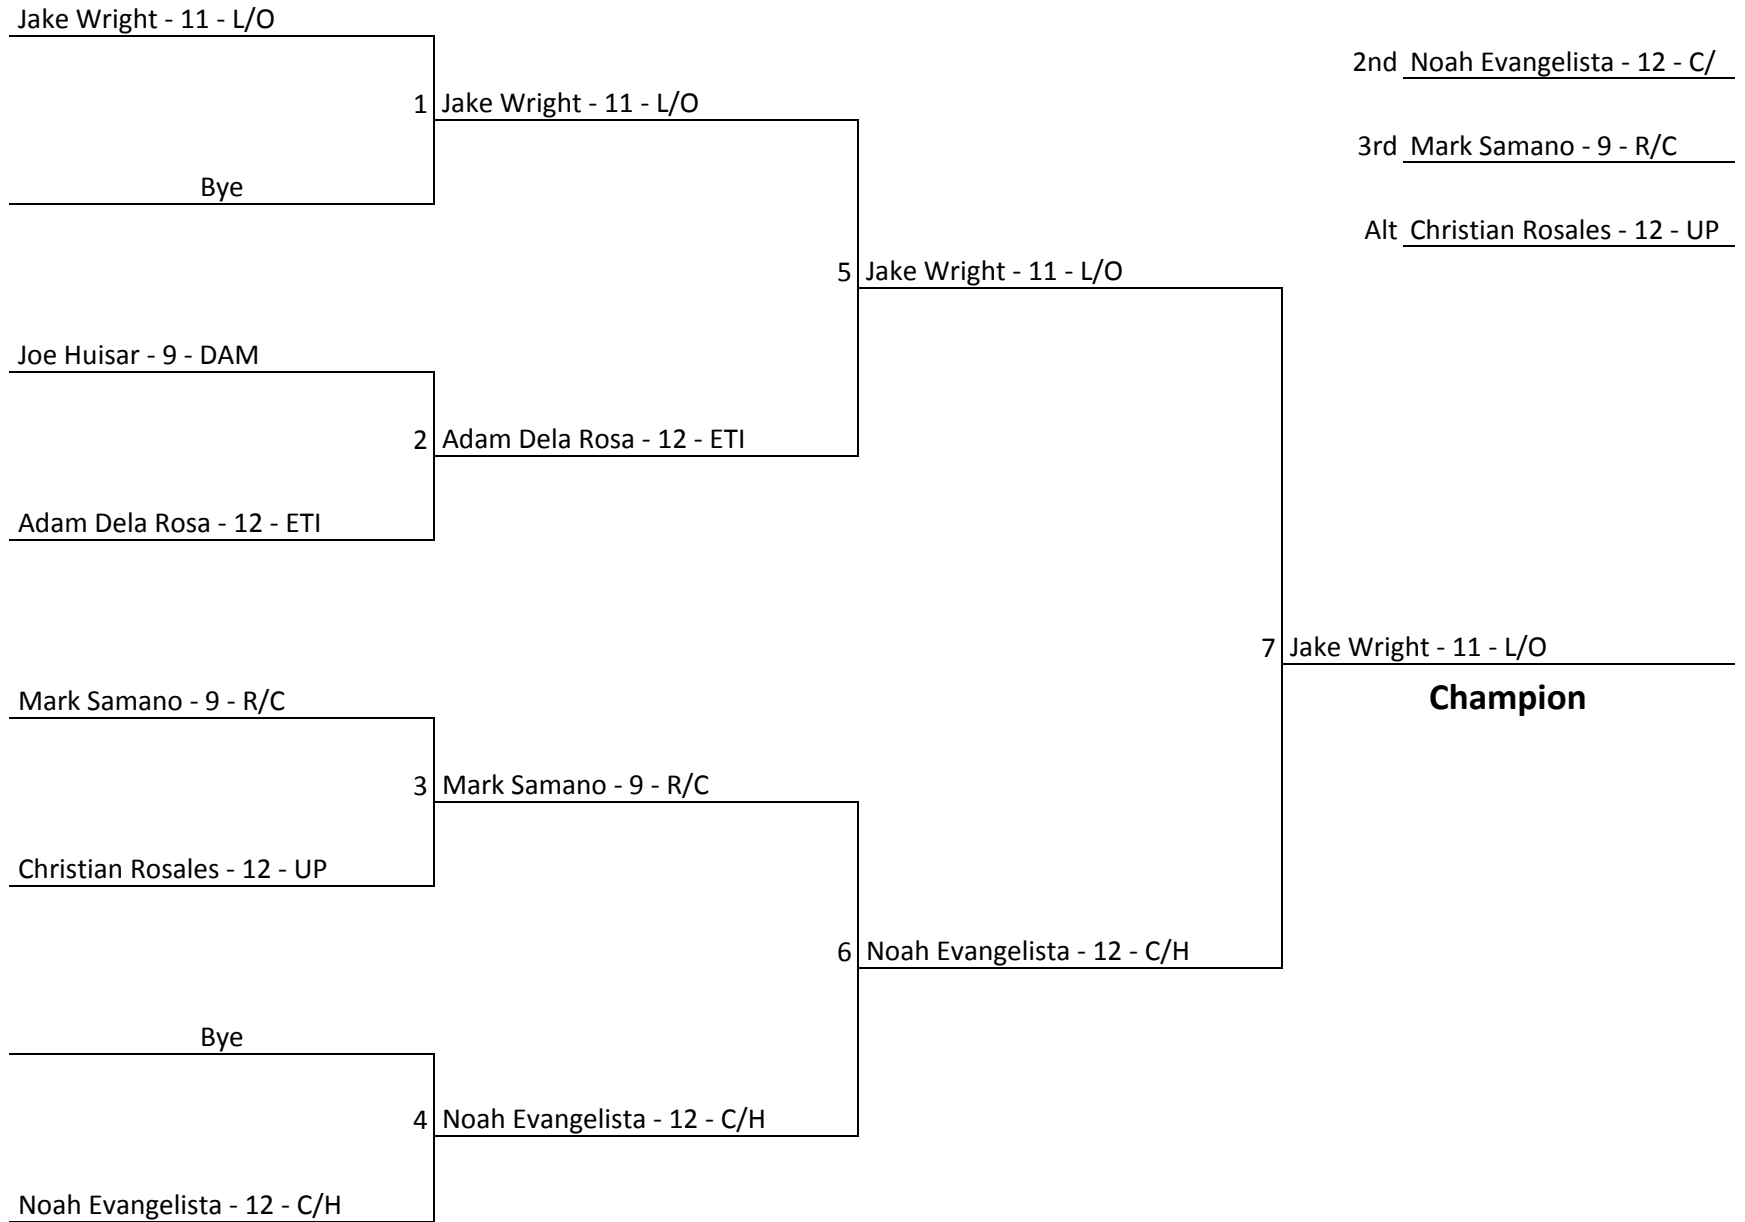 Jake Wright - 11 - L/O
2nd Noah Evangelista - 12 - C/
1 Jake Wright - 11 - L/O
3rd Mark Samano - 9 - R/C
Bye
Alt Christian Rosales - 12 - UP
5 Jake Wright - 11 - L/O
Joe Huisar - 9 - DAM
2 Adam Dela Rosa - 12 - ETI
Adam Dela Rosa - 12 - ETI
7 Jake Wright - 11 - L/O
Champion
Mark Samano - 9 - R/C
3 Mark Samano - 9 - R/C
Christian Rosales - 12 - UP
6 Noah Evangelista - 12 - C/H
Bye
4 Noah Evangelista - 12 - C/H
Noah Evangelista - 12 - C/H